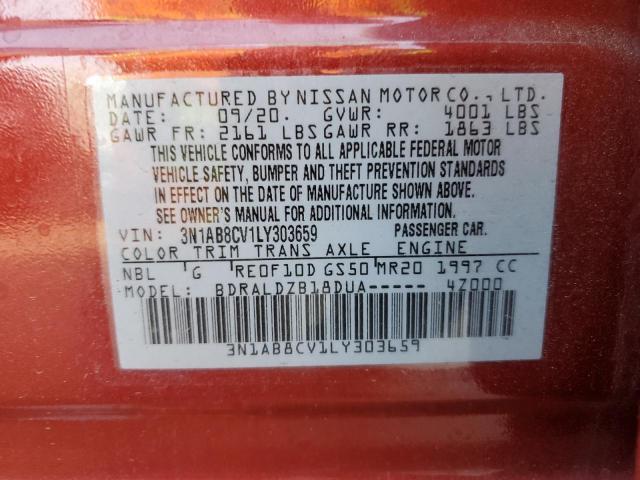 MANUFACTURED BY NISSAN MOTOR CO., LTD.
DATE: 09/20. GVWR: 4001 LBS
GAWR FR: 2161 LBS GAWR RR: 1863 LBS
THIS VEHICLE CONFORMS TO ALL APPLICABLE FEDERAL MOTOR
VEHICLE SAFETY, BUMPER AND THEFT PREVENTION STANDARDS
IN EFFECT ON THE DATE OF MANUFACTURE SHOWN ABOVE.
SEE OWNER'S MANUAL FOR ADDITIONAL INFORMATION.
VIN: 3N1AB8CV1LY303659 PASSENGER CAR.
COLOR TRIM TRANS AXLE ENGINE
NBL G RE0F10D GS50 MR20 1997 CC
MODEL: BDRALDZB18DUA----- 4Z000
3N1AB8CV1LY303659